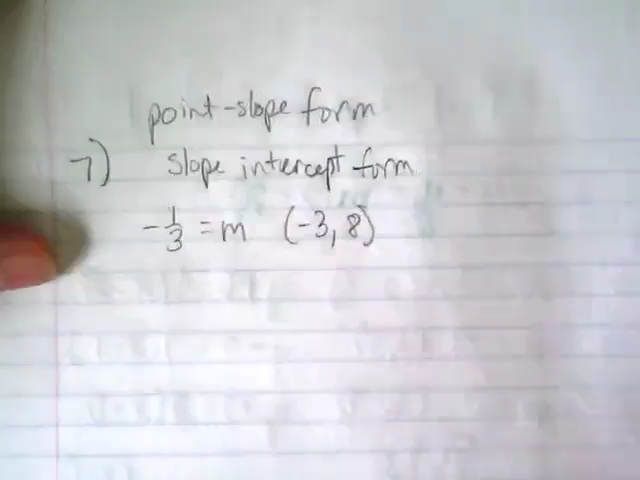 point-slope form
7) slope intercept form
-1/3 = m (-3, 8)